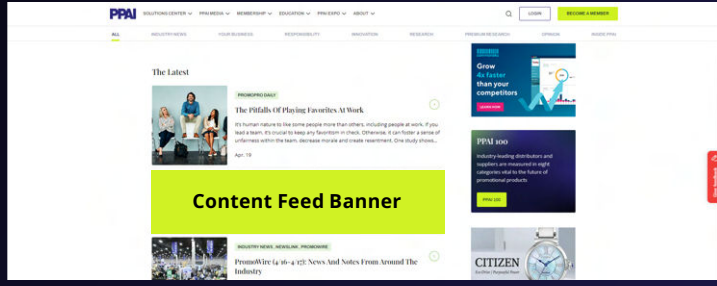 PPAI
SOLUTIONS CENTER
PPAI MEDIA
MEMBERSHIP
EDUCATION
PPAI EXPO
ABOUT
LOGIN
BECOME A MEMBER
ALL
INDUSTRY NEWS
YOUR BUSINESS
RESPONSIBILITY
INNOVATION
RESEARCH
PREMIUM RESEARCH
OPINION
INSIDE PPAI
The Latest
PROMOPRO DAILY
The Pitfalls Of Playing Favorites At Work
It's human nature to like some people more than others, including people at work. If you
lead a team, it's crucial to keep any favoritism in check. Otherwise, it can foster a sense of
unfairness within the team, decrease morale and create resentment. One study shows...
Apr. 19
Content Feed Banner
INDUSTRY NEWS, NEWSLINK, PROMOWIRE
PromoWire (4/16-4/17): News And Notes From Around The
Industry
Grow
4x faster
than your
competitors
LEARN NOW
PPAI 100
Industry-leading distributors and
suppliers are measured in eight
categories vital to the future of
promotional products
PPAI 100
CITIZEN